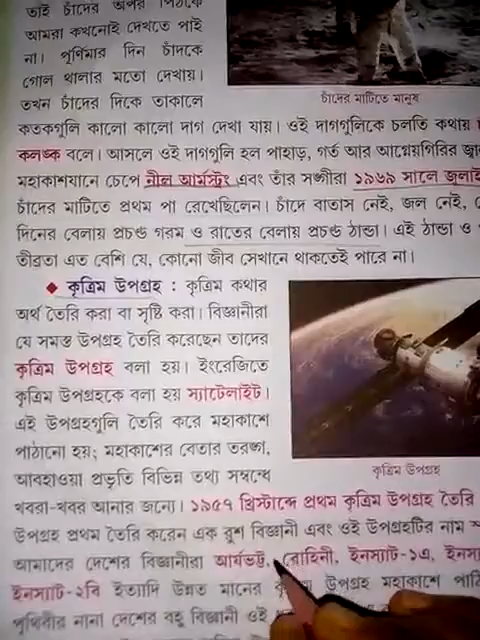 তাই চাঁদের অপর পিঠকে
আমরা কখনোই দেখতে পাই
না। পূর্ণিমার দিন চাঁদকে
গোল থালার মতো দেখায়।
তখন চাঁদের দিকে তাকালে
চাঁদের মাটিতে মানুষ
কতকগুলি কালো কালো দাগ দেখা যায়। ওই দাগগুলিকে চলতি কথায়
কলঙ্ক বলে। আসলে ওই দাগগুলি হল পাহাড়, গর্ত আর আগ্নেয়গিরির
মহাকাশযানে চেপে নীল আর্মস্ট্রং এবং তাঁর সঙ্গীরা ১৯৬৯ সালে
চাঁদের মাটিতে প্রথম পা রেখেছিলেন। চাঁদে বাতাস নেই, জল নেই,
দিনের বেলায় প্রচণ্ড গরম ও রাতের বেলায় প্রচণ্ড ঠান্ডা। এই ঠান্ডা ও
তীব্রতা এত বেশি যে, কোনো জীব সেখানে থাকতেই পারে না।
◆ কৃত্রিম উপগ্রহ : কৃত্রিম কথার
অর্থ তৈরি করা বা সৃষ্টি করা। বিজ্ঞানীরা
যে সমস্ত উপগ্রহ তৈরি করেছেন তাদের
কৃত্রিম উপগ্রহ বলা হয়। ইংরেজিতে
কৃত্রিম উপগ্রহকে বলা হয় স্যাটেলাইট।
এই উপগ্রহগুলি তৈরি করে মহাকাশে
পাঠানো হয়; মহাকাশের বেতার তরঙ্গ,
আবহাওয়া প্রভৃতি বিভিন্ন তথ্য সম্বন্ধে
কৃত্রিম উপগ্রহ
খবরা-খবর আনার জন্যে। ১৯৫৭ খ্রিস্টাব্দে প্রথম কৃত্রিম উপগ্রহ তৈরি
উপগ্রহ প্রথম তৈরি করেন এক রুশ বিজ্ঞানী এবং ওই উপগ্রহটির নাম
আমাদের দেশের বিজ্ঞানীরা আর্যভট্ট, রোহিনী, ইনস্যাট-১এ,
ইনস্যাট-২বি ইত্যাদি উন্নত মানের উপগ্রহ মহাকাশে
পৃথিবীর নানা দেশের বহু বিজ্ঞানী ওই